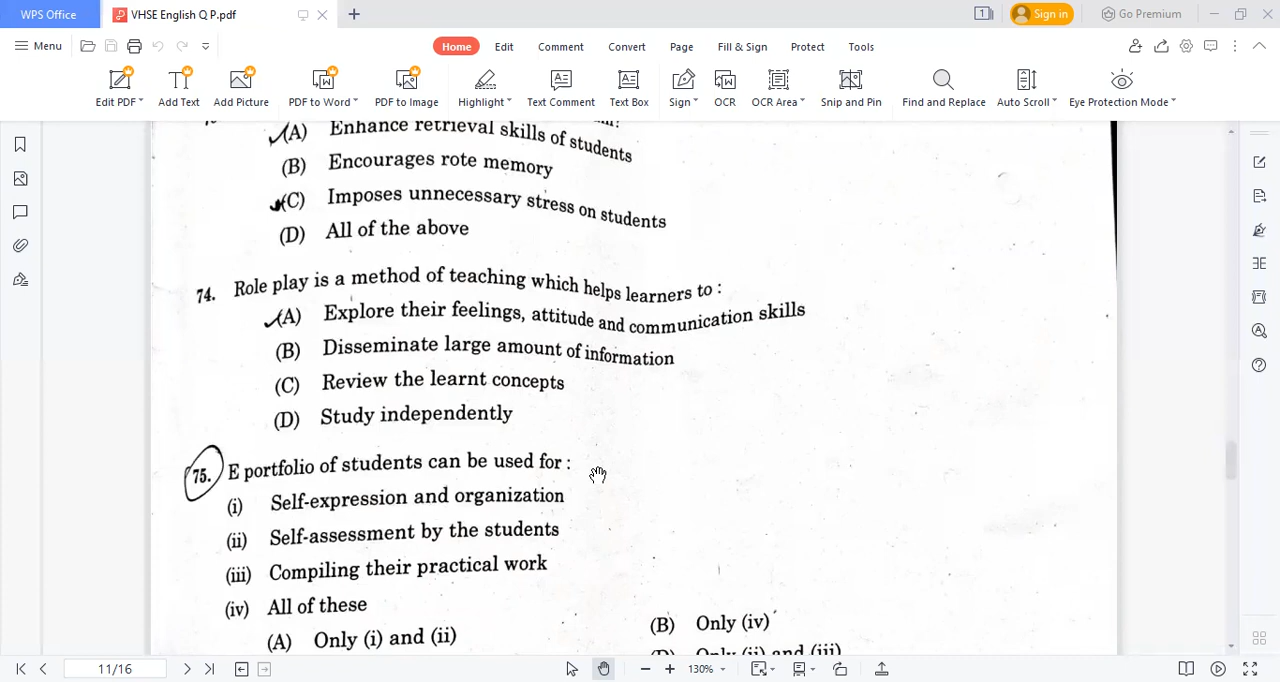 WPS Office
VHSE English Q P.pdf
Sign in
Go Premium
Menu
Home Edit Comment Convert Page Fill & Sign Protect Tools
Edit PDF Add Text Add Picture PDF to Word PDF to Image Highlight Text Comment Text Box Sign OCR OCR Area Snip and Pin Find and Replace Auto Scroll Eye Protection Mode
(A) Enhance retrieval skills of students
(B) Encourages rote memory
(C) Imposes unnecessary stress on students
(D) All of the above
74. Role play is a method of teaching which helps learners to :
(A) Explore their feelings, attitude and communication skills
(B) Disseminate large amount of information
(C) Review the learnt concepts
(D) Study independently
75. E portfolio of students can be used for :
(i) Self-expression and organization
(ii) Self-assessment by the students
(iii) Compiling their practical work
(iv) All of these
(A) Only (i) and (ii) (B) Only (iv)
(D) Only (ii) and (iii)
11/16
130%